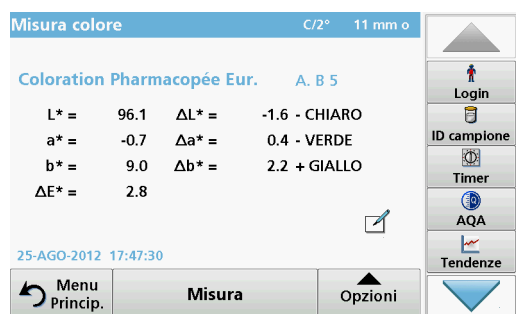 Misura colore C/2° 11 mm o
Coloration Pharmacopée Eur. A. B 5
L* = 96.1 ΔL* = -1.6 - CHIARO
a* = -0.7 Δa* = 0.4 - VERDE
b* = 9.0 Δb* = 2.2 + GIALLO
ΔE* = 2.8
25-AGO-2012 17:47:30
Menu Princip.
Misura
Opzioni
Login
ID campione
Timer
AQA
Tendenze